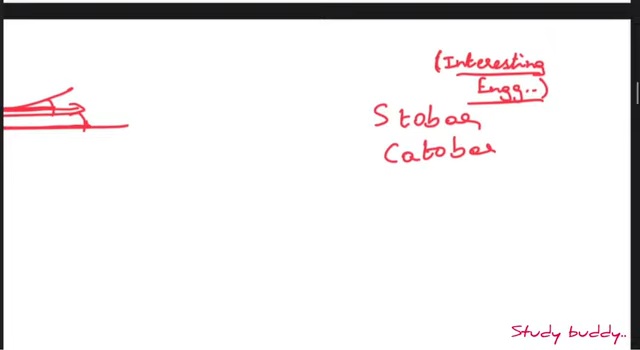 (Interesting
Engg..)
Stobar,
Catobar
Study buddy..